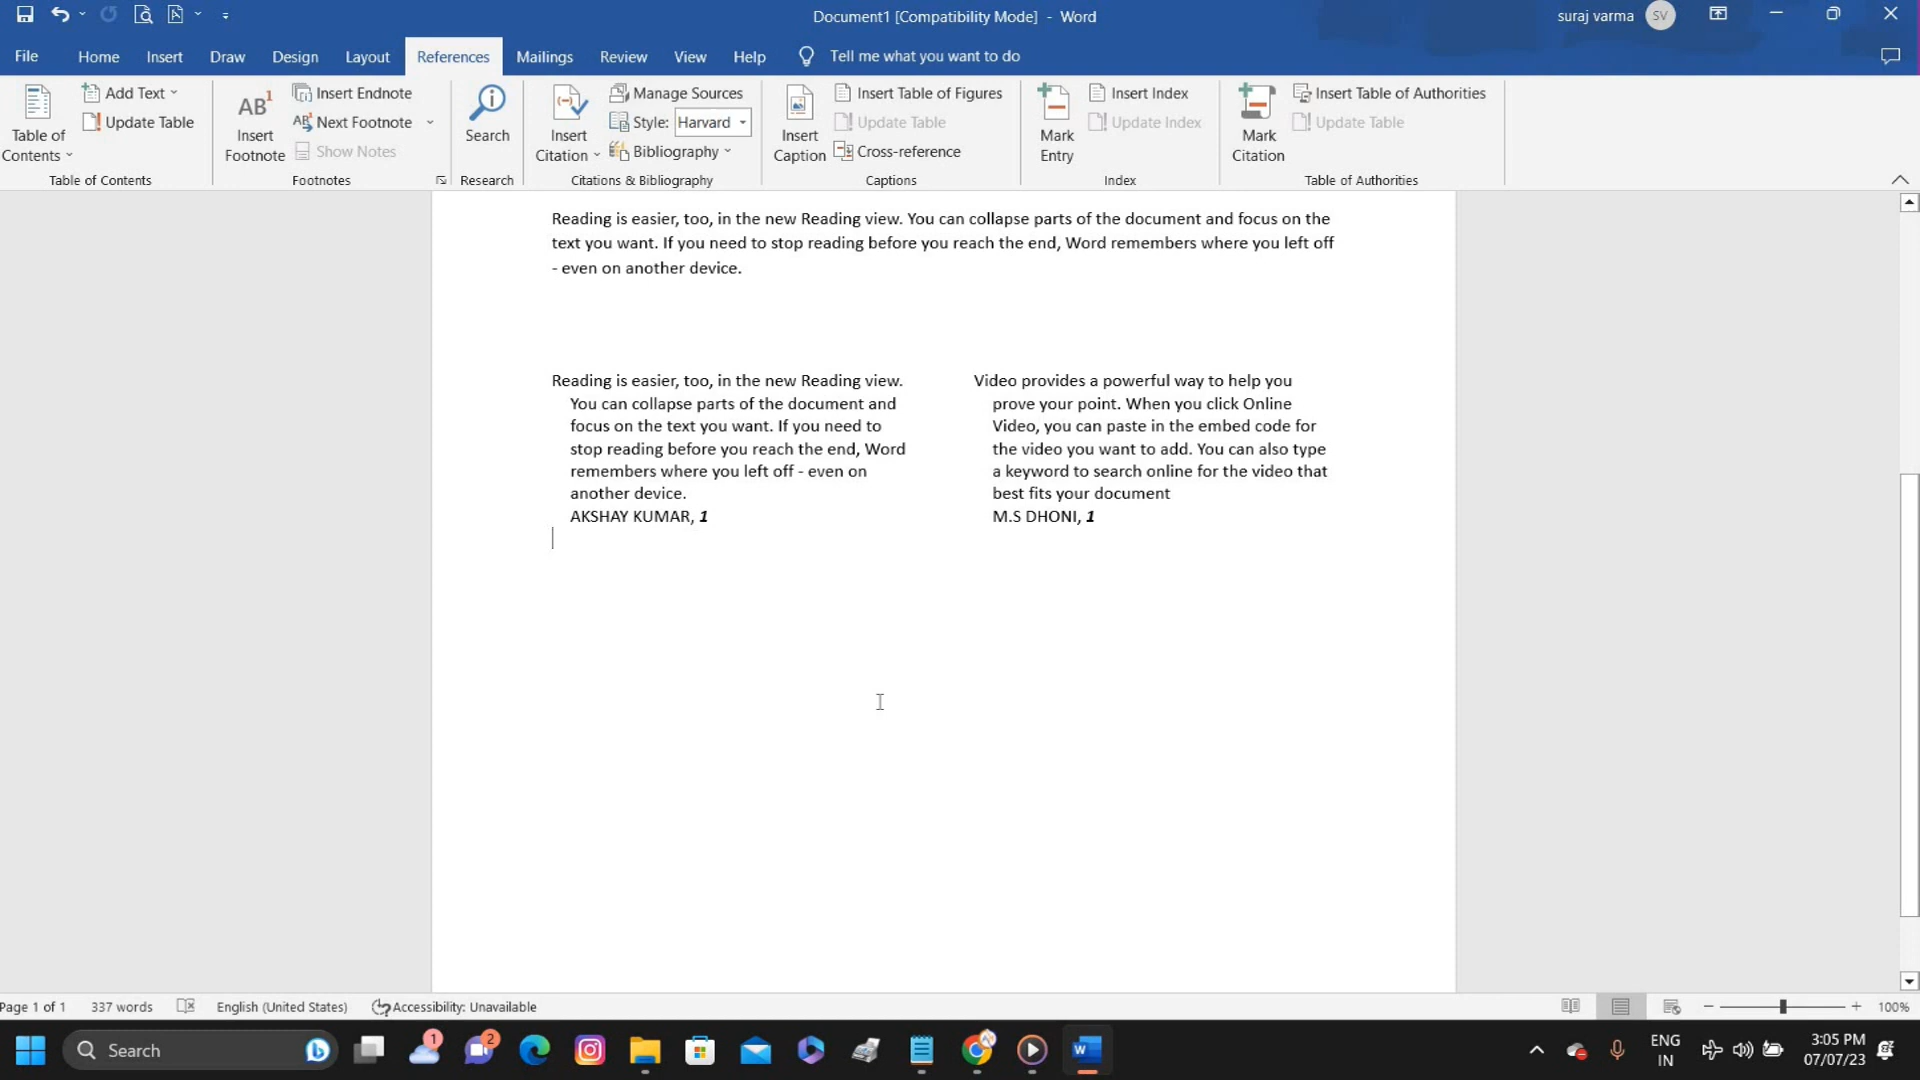 Document1 [Compatibility Mode] - Word
suraj varma
SV
File
Home
Insert
Draw
Design
Layout
References
Mailings
Review
View
Help
Tell me what you want to do
Table of Contents
Add Text
Update Table
Table of Contents
AB1
Insert Footnote
Insert Endnote
Next Footnote
Show Notes
Footnotes
Search
Research
Insert Citation
Manage Sources
Style: Harvard
Bibliography
Citations & Bibliography
Insert Caption
Insert Table of Figures
Update Table
Cross-reference
Captions
Mark Entry
Insert Index
Update Index
Index
Mark Citation
Insert Table of Authorities
Update Table
Table of Authorities
Reading is easier, too, in the new Reading view. You can collapse parts of the document and focus on the
text you want. If you need to stop reading before you reach the end, Word remembers where you left off
- even on another device.
Reading is easier, too, in the new Reading view.
You can collapse parts of the document and
focus on the text you want. If you need to
stop reading before you reach the end, Word
remembers where you left off - even on
another device.
AKSHAY KUMAR, 1
Video provides a powerful way to help you
prove your point. When you click Online
Video, you can paste in the embed code for
the video you want to add. You can also type
a keyword to search online for the video that
best fits your document
M.S DHONI, 1
Page 1 of 1
337 words
English (United States)
Accessibility: Unavailable
100%
Search
1
2
ENG
IN
3:05 PM
07/07/23